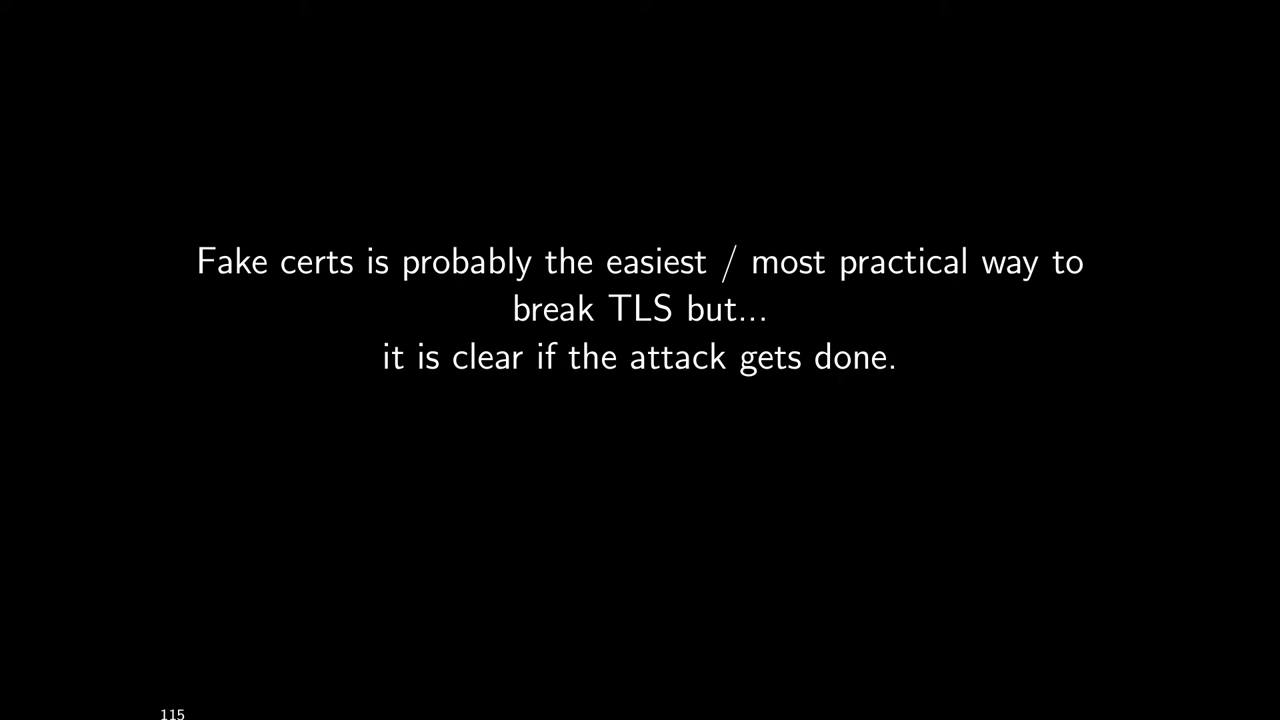 Fake certs is probably the easiest / most practical way to
break TLS but...
it is clear if the attack gets done.
115